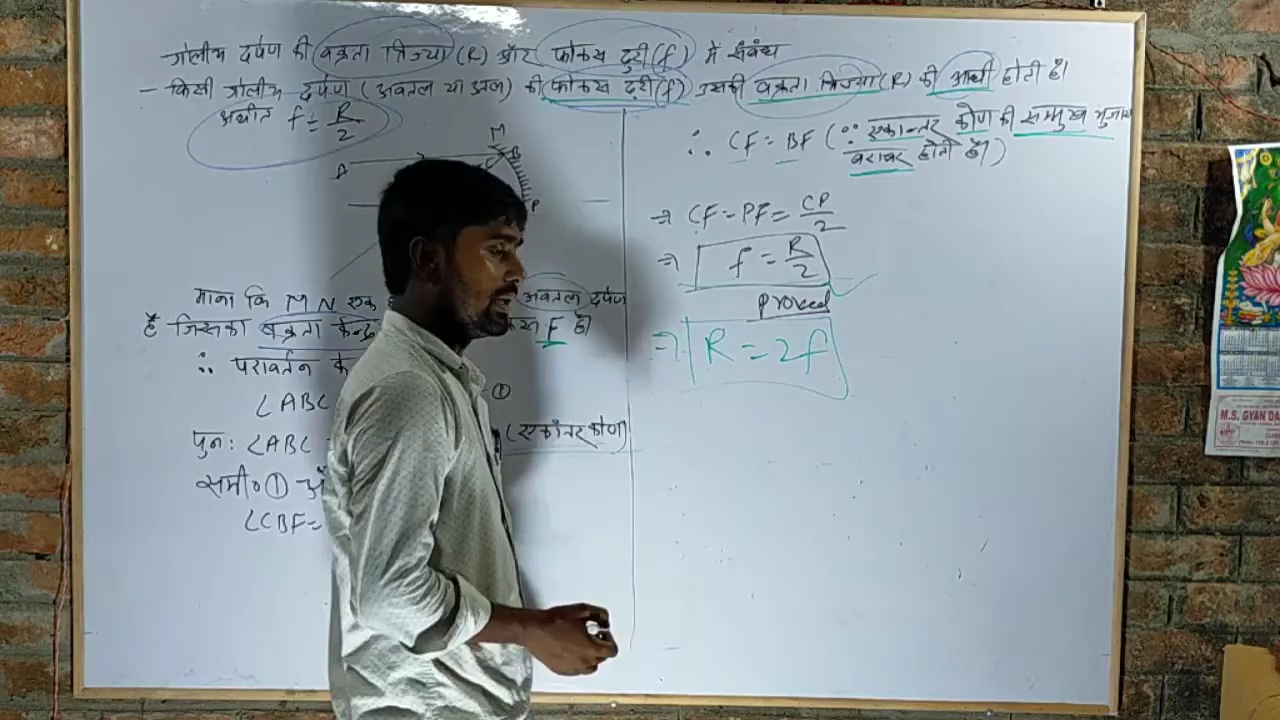 गोलीय दर्पण की वक्रता त्रिज्या (R) और फोकस दुरी (f) में संबंध
- किसी गोलीय दर्पण (अवतल या उत्तल) की फोकस दुरी (f) उसकी वक्रता त्रिज्या (R) की आधी होती है।
अर्थात f = R/2
M
A B
P
माना कि M N एक अवतल दर्पण
है जिसका वक्रता केन्द्र F है।
∴ परावर्तन के
∠ABC ①
पुनः ∠ABC (एकांतर कोण)
समी० ①
∠CBF =
∴ CF = BF (∵ एकान्तर कोण की सम्मुख भुजाएं
बराबर होती है।)
⇒ CF = PF = CP/2
⇒ f = R/2
proved
⇒ R = 2f
M.S. GYAN DA